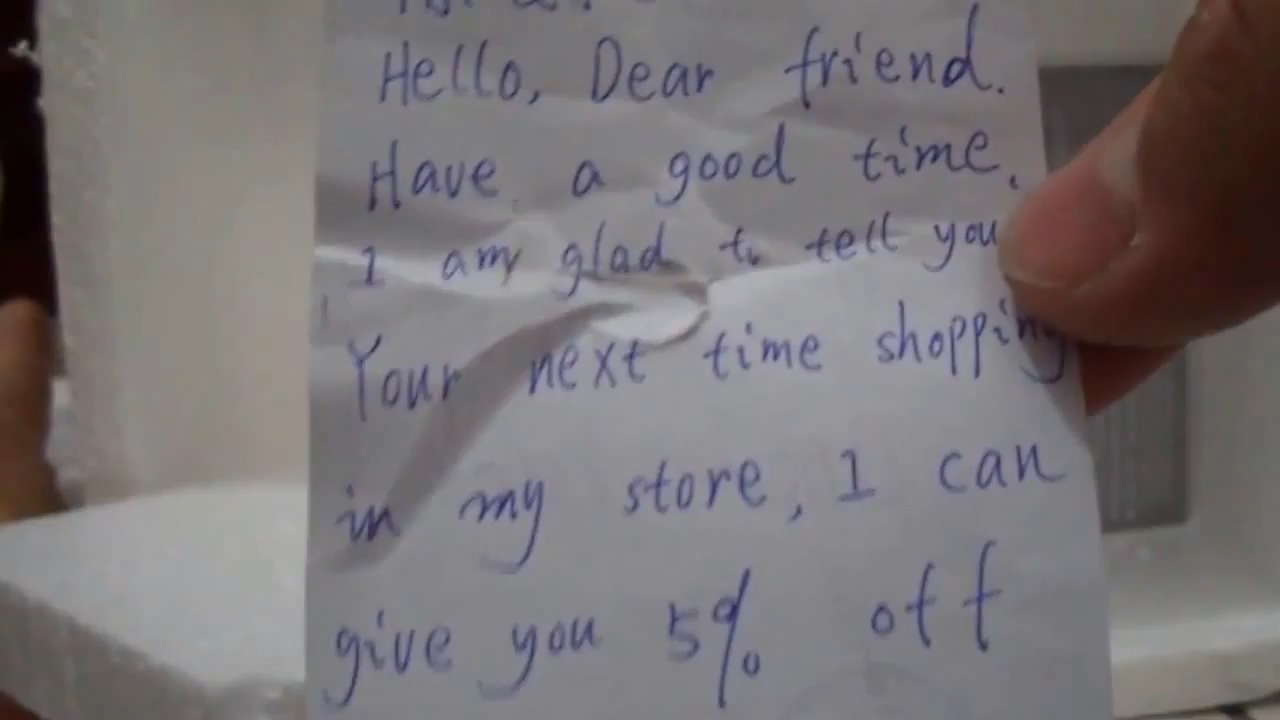 Hello, Dear friend.
Have a good time.
I am glad to tell you
Your next time shopping
in my store, I can
give you 5% off